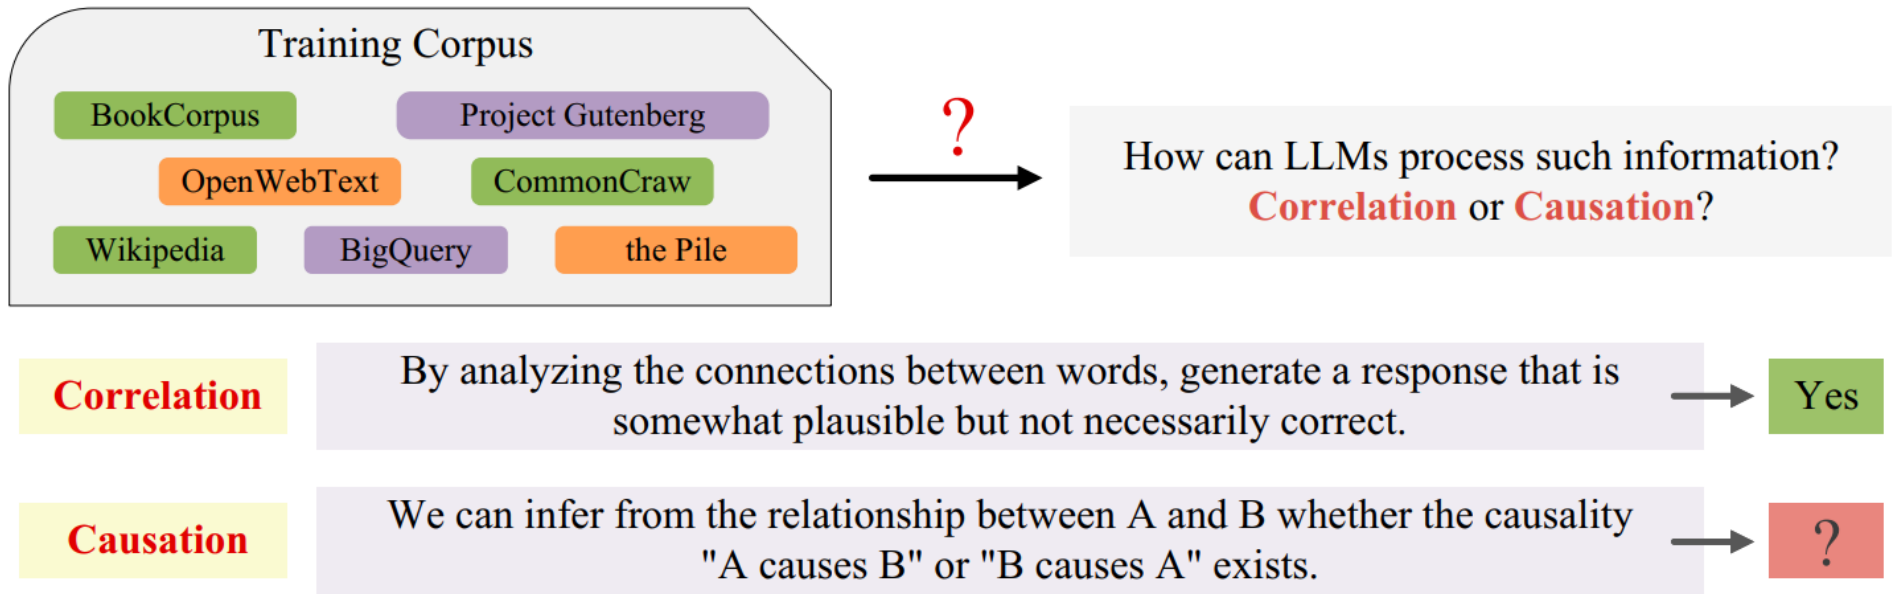 Training Corpus
BookCorpus
Project Gutenberg
OpenWebText
CommonCraw
Wikipedia
BigQuery
the Pile
?
How can LLMs process such information?
Correlation or Causation?
Correlation
By analyzing the connections between words, generate a response that is
somewhat plausible but not necessarily correct.
Yes
Causation
We can infer from the relationship between A and B whether the causality
"A causes B" or "B causes A" exists.
?